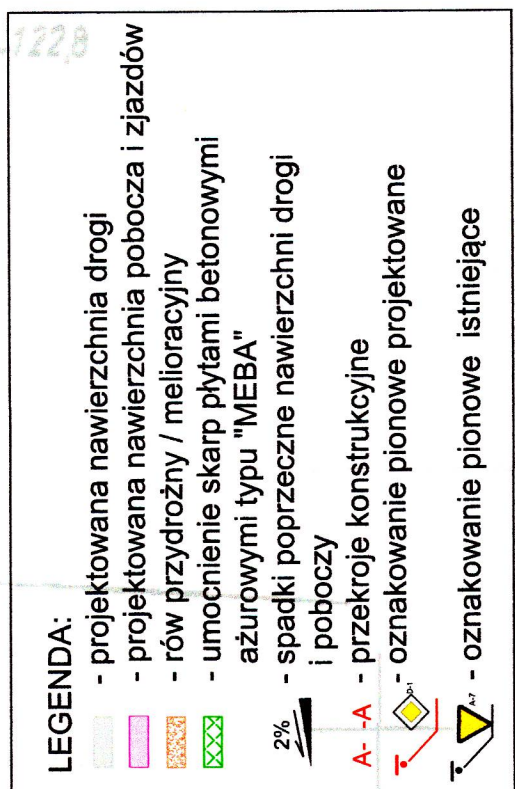 122,8
LEGENDA:
- projektowana nawierzchnia drogi
- projektowana nawierzchnia pobocza i zjazdów
- rów przydrożny / melioracyjny
- umocnienie skarp płytami betonowymi
ażurowymi typu "MEBA"
2% - spadki poprzeczne nawierzchni drogi
i poboczy
A- -A - przekroje konstrukcyjne
D-1 - oznakowanie pionowe projektowane
A-7 - oznakowanie pionowe istniejące